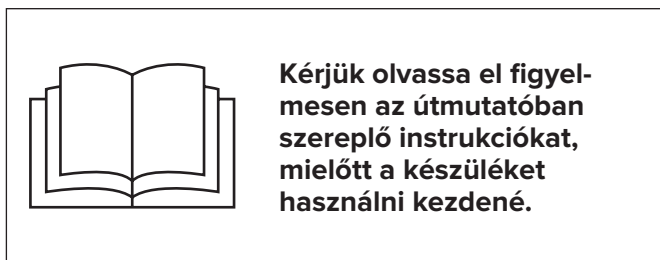 Kérjük olvassa el figyel-
mesen az útmutatóban
szereplő instrukciókat,
mielőtt a készüléket
használni kezdené.